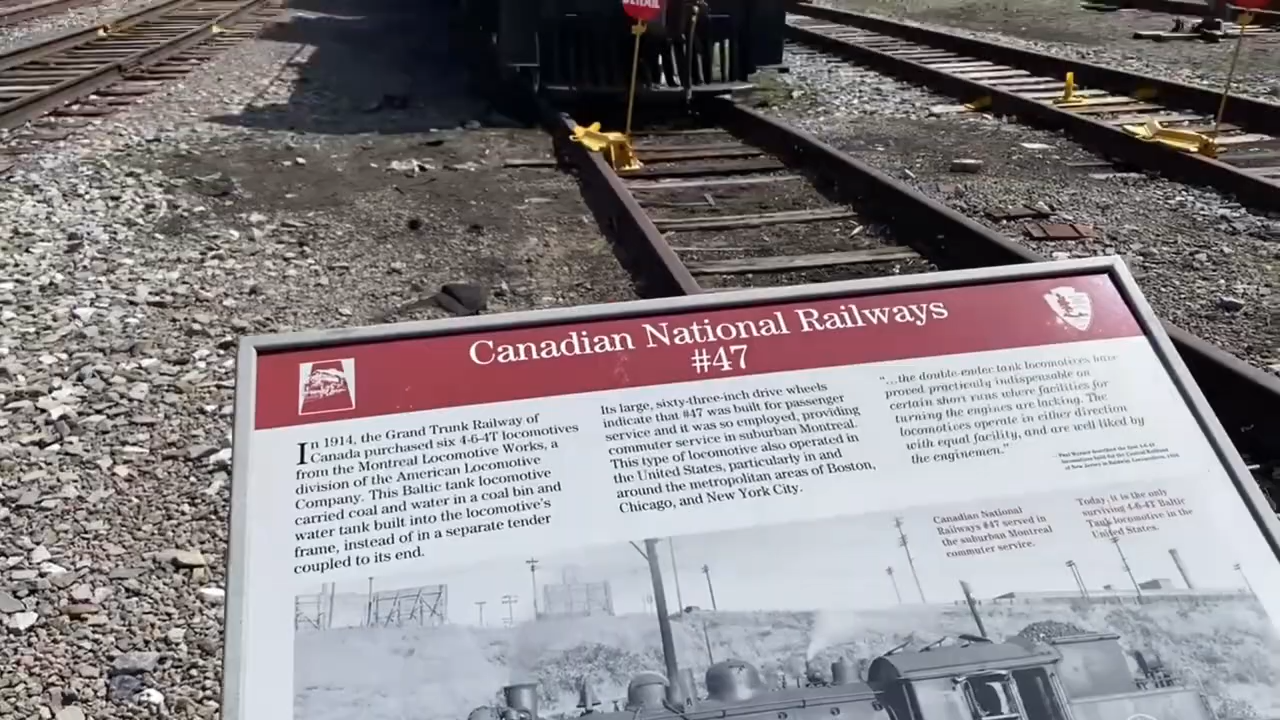 DERAIL
Canadian National Railways
#47
In 1914, the Grand Trunk Railway of
Canada purchased six 4-6-4T locomotives
from the Montreal Locomotive Works, a
division of the American Locomotive
Company. This Baltic tank locomotive
carried coal and water in a coal bin and
water tank built into the locomotive's
frame, instead of in a separate tender
coupled to its end.
Its large, sixty-three-inch drive wheels
indicate that #47 was built for passenger
service and it was so employed, providing
commuter service in suburban Montreal.
This type of locomotive also operated in
the United States, particularly in and
around the metropolitan areas of Boston,
Chicago, and New York City.
"...the double-ender tank locomotives have
proved practically indispensable on
certain short runs where facilities for
turning the engines are lacking. The
locomotives operate in either direction
with equal facility, and are well liked by
the enginemen."
Canadian National
Railways #47 served in
the suburban Montreal
commuter service.
Today, it is the only
surviving 4-6-4T Baltic
Tank locomotive in the
United States.